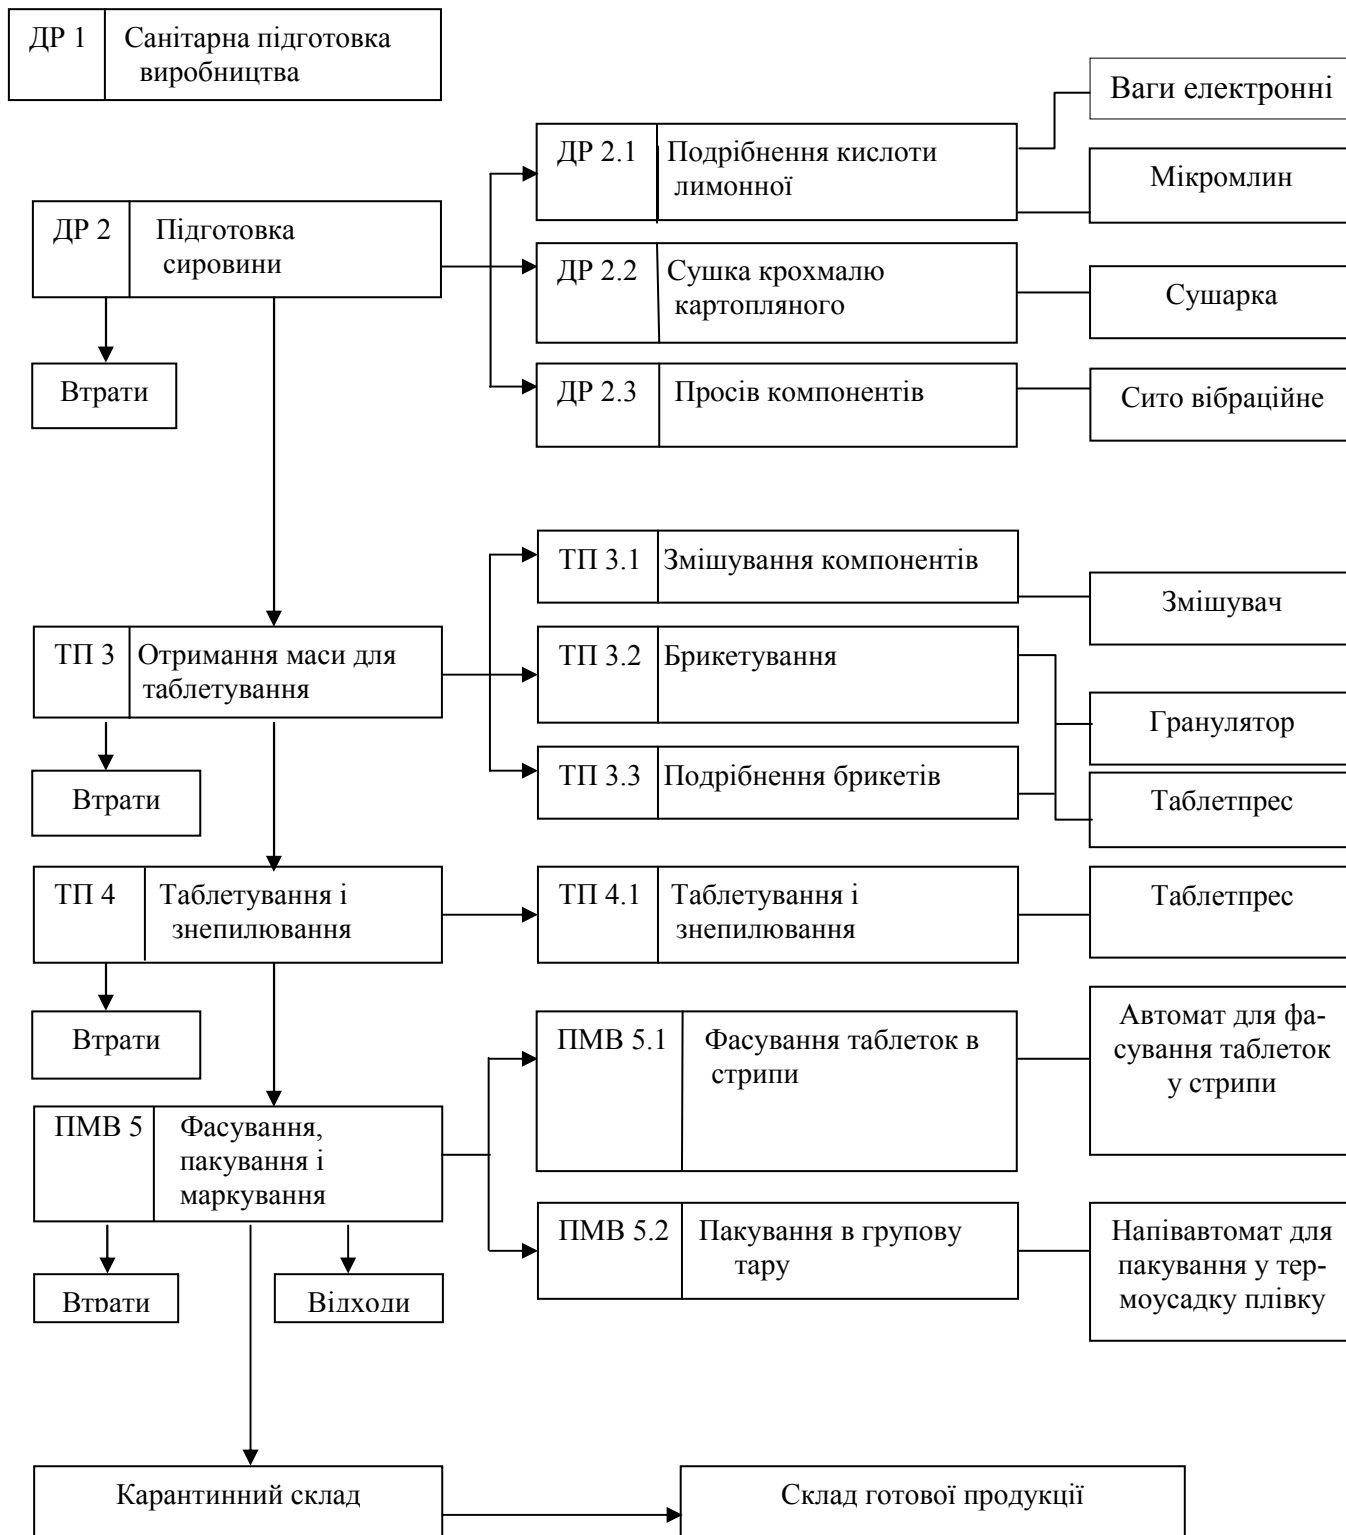 ДР 1 Санітарна підготовка
виробництва
Ваги електронні
ДР 2.1 Подрібнення кислоти
лимонної
Мікромлин
ДР 2 Підготовка
сировини
ДР 2.2 Сушка крохмалю
картопляного
Сушарка
Втрати
ДР 2.3 Просів компонентів
Сито вібраційне
ТП 3.1 Змішування компонентів
Змішувач
ТП 3 Отримання маси для
таблетування
ТП 3.2 Брикетування
Гранулятор
Втрати
ТП 3.3 Подрібнення брикетів
Таблетпрес
ТП 4 Таблетування і
знепилювання
ТП 4.1 Таблетування і
знепилювання
Таблетпрес
Втрати
ПМВ 5.1 Фасування таблеток в
стрипи
Автомат для фа-
сування таблеток
у стрипи
ПМВ 5 Фасування,
пакування і
маркування
ПМВ 5.2 Пакування в групову
тару
Напівавтомат для
пакування у тер-
моусадку плівку
Втрати
Відходи
Карантинний склад
Склад готової продукції